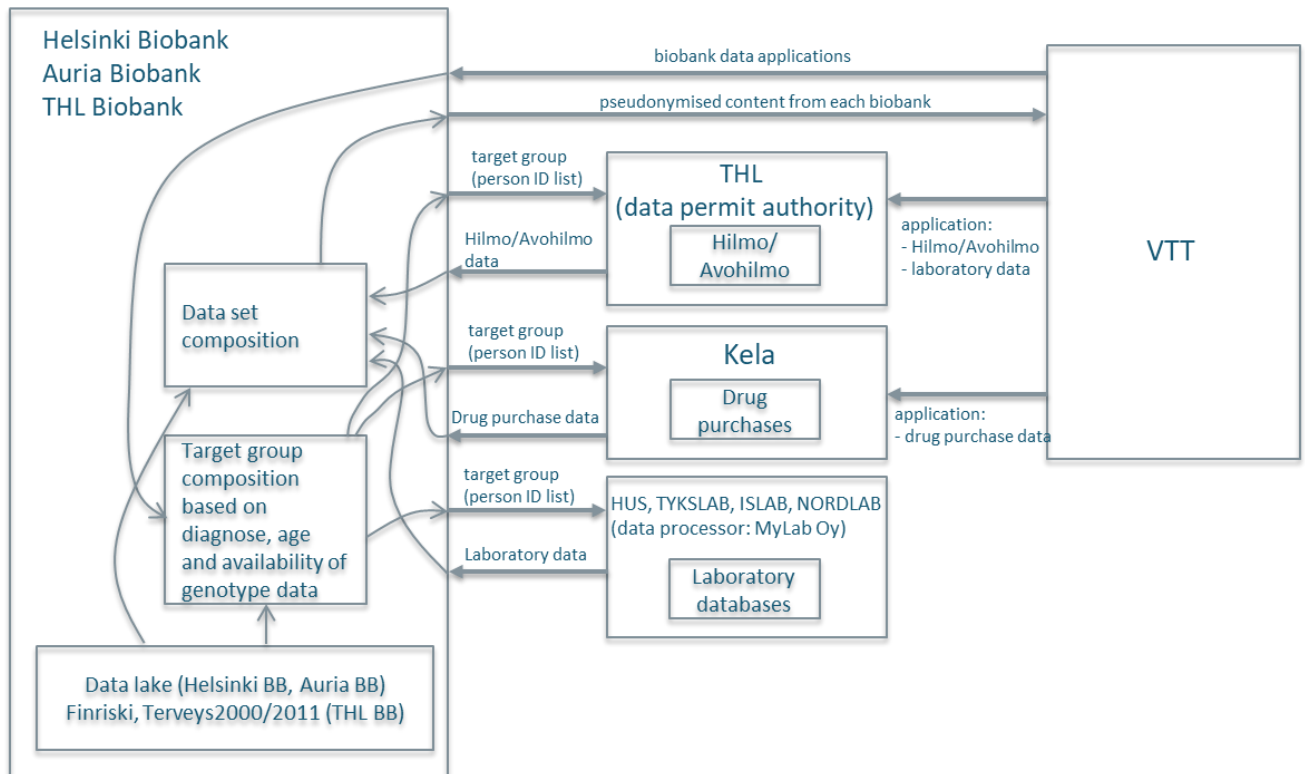 Helsinki Biobank
Auria Biobank
THL Biobank
biobank data applications
pseudonymised content from each biobank
target group
(person ID list)
THL
(data permit authority)
Hilmo/
Avohilmo
Hilmo/Avohilmo
data
application:
- Hilmo/Avohilmo
- laboratory data
VTT
Data set
composition
target group
(person ID list)
Kela
Drug
purchases
Drug purchase data
application:
- drug purchase data
Target group
composition
based on
diagnose, age
and availability of
genotype data
target group
(person ID list)
HUS, TYKSLAB, ISLAB, NORDLAB
(data processor: MyLab Oy)
Laboratory data
Laboratory
databases
Data lake (Helsinki BB, Auria BB)
Finriski, Terveys2000/2011 (THL BB)